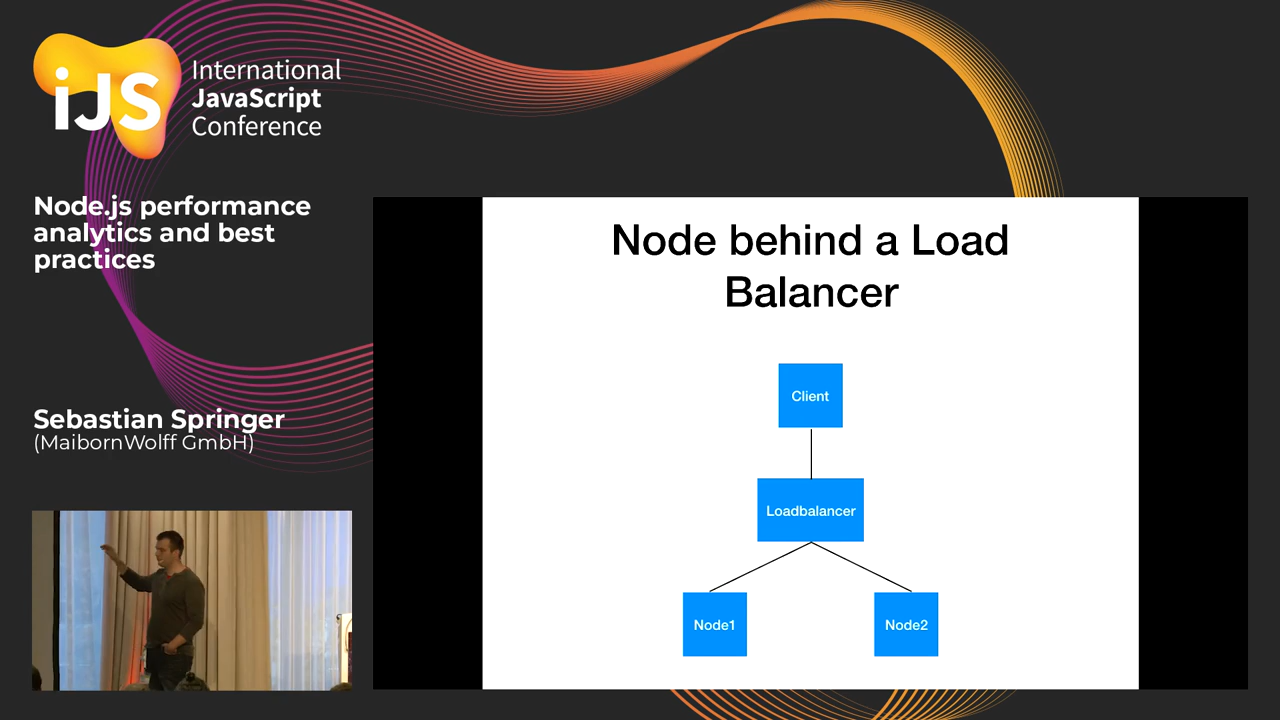 iJS
International
JavaScript
Conference
Node.js performance
analytics and best
practices
Sebastian Springer
(MaibornWolff GmbH)
Node behind a Load
Balancer
Client
Loadbalancer
Node1
Node2